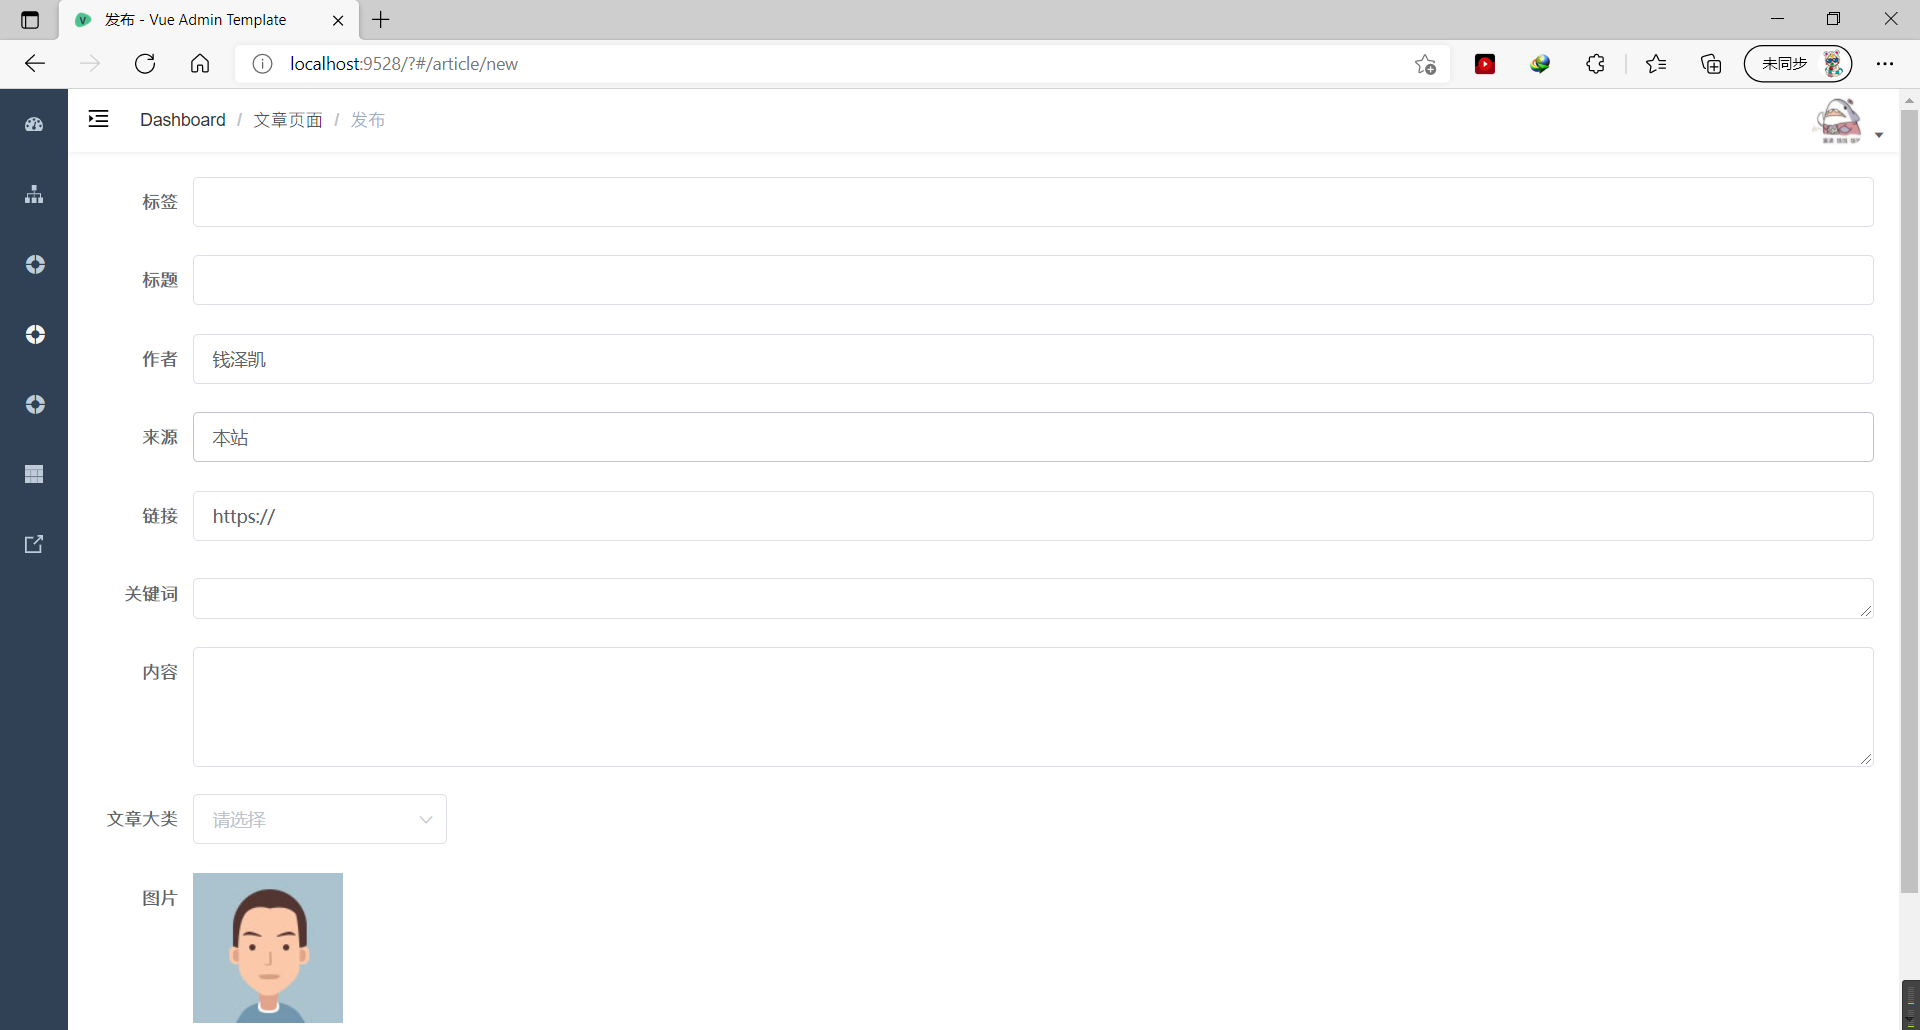 发布 - Vue Admin Template
localhost:9528/?#/article/new
未同步
Dashboard / 文章页面 / 发布
标签
标题
作者 钱泽凯
来源 本站
链接 https://
关键词
内容
文章大类 请选择
图片